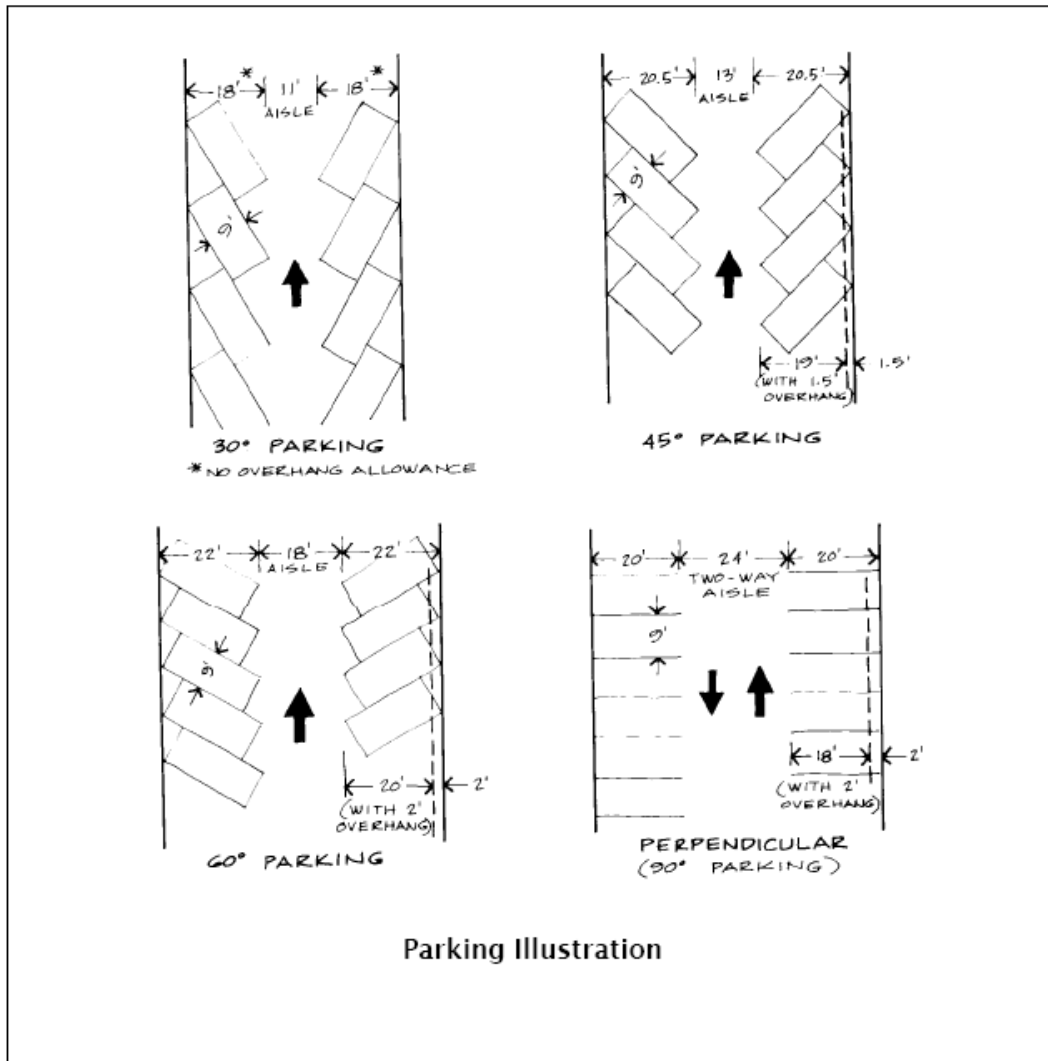 18'* 11' 18'*
AISLE
9'
30° PARKING
*NO OVERHANG ALLOWANCE
20.5' 13' 20.5'
AISLE
9'
19' 1.5'
(WITH 1.5'
OVERHANG)
45° PARKING
22' 18' 22'
AISLE
9'
20' 2'
(WITH 2'
OVERHANG)
60° PARKING
20' 24' 20'
TWO-WAY
AISLE
9'
18' 2'
(WITH 2'
OVERHANG)
PERPENDICULAR
(90° PARKING)
Parking Illustration